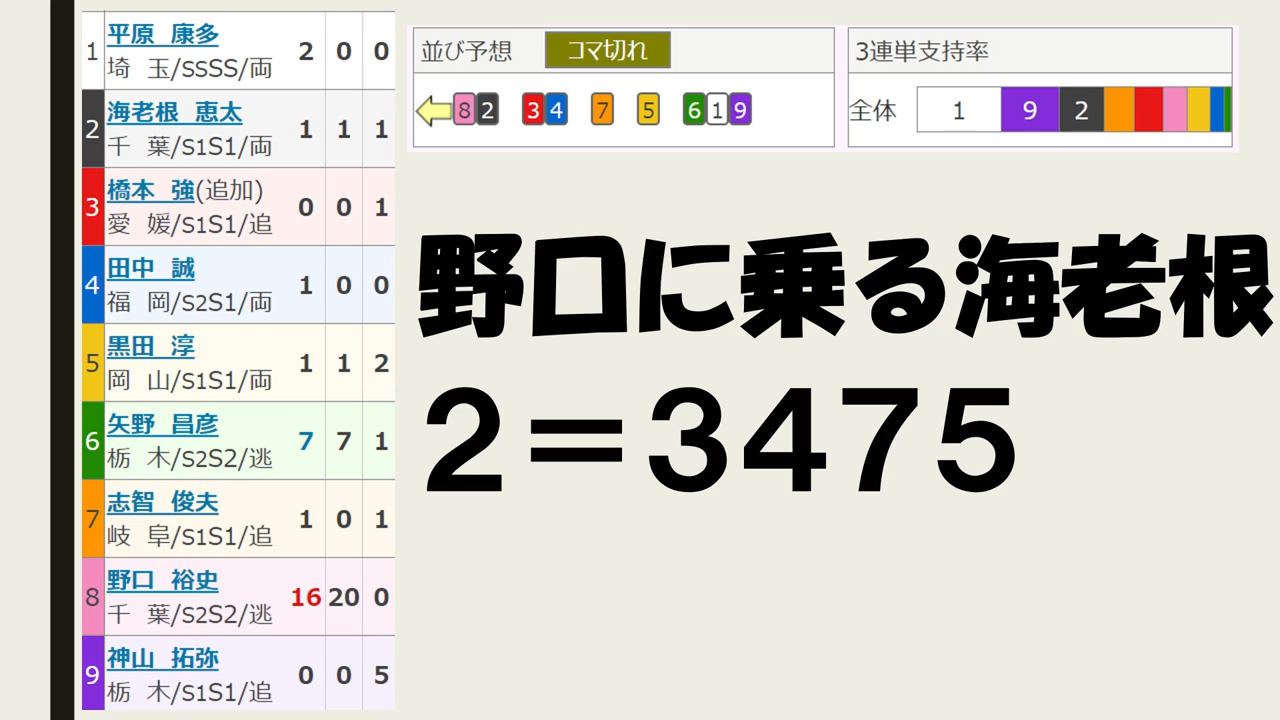 1 平原 康多 2 0 0
埼 玉/SSSS/両
2 海老根 恵太 1 1 1
千 葉/S1S1/両
3 橋本 強(追加) 0 0 1
愛 媛/S1S1/追
4 田中 誠 1 0 0
福 岡/S2S1/両
5 黒田 淳 1 1 2
岡 山/S1S1/両
6 矢野 昌彦 7 7 1
栃 木/S2S2/逃
7 志智 俊夫 1 0 1
岐 阜/S1S1/追
8 野口 裕史 16 20 0
千 葉/S2S2/逃
9 神山 拓弥 0 0 5
栃 木/S1S1/追
並び予想 コマ切れ
8 2 3 4 7 5 6 1 9
3連単支持率
全体 1 9 2
野口に乗る海老根
2=3475